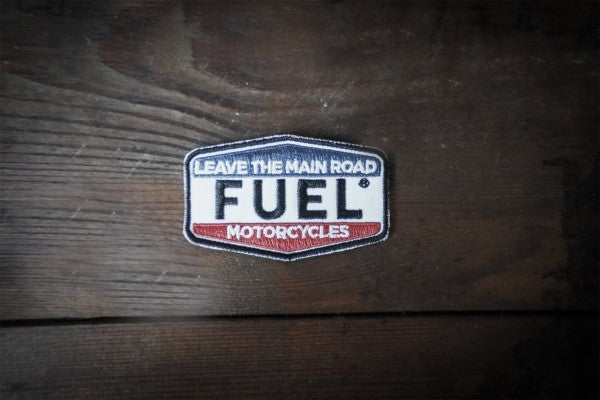 LEAVE THE MAIN ROAD
FUEL®
MOTORCYCLES